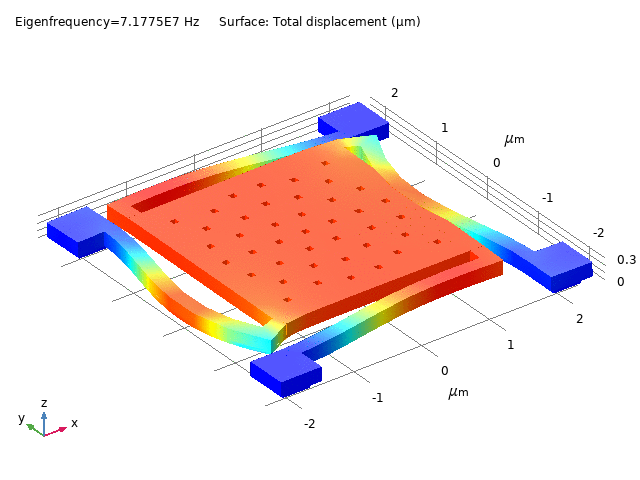 Eigenfrequency=7.1775E7 Hz     Surface: Total displacement (μm)
2
1
μm
0
-1
-2
0.3
0
2
1
0
μm
-1
-2
z
y
x